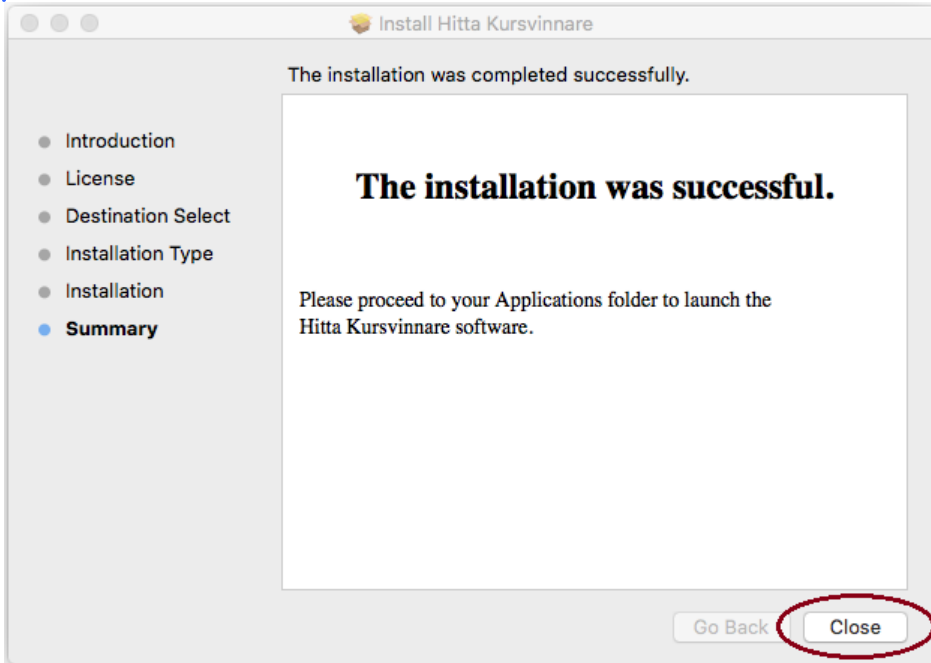 Install Hitta Kursvinnare
The installation was completed successfully.
Introduction
License
Destination Select
Installation Type
Installation
Summary
The installation was successful.
Please proceed to your Applications folder to launch the
Hitta Kursvinnare software.
Go Back
Close